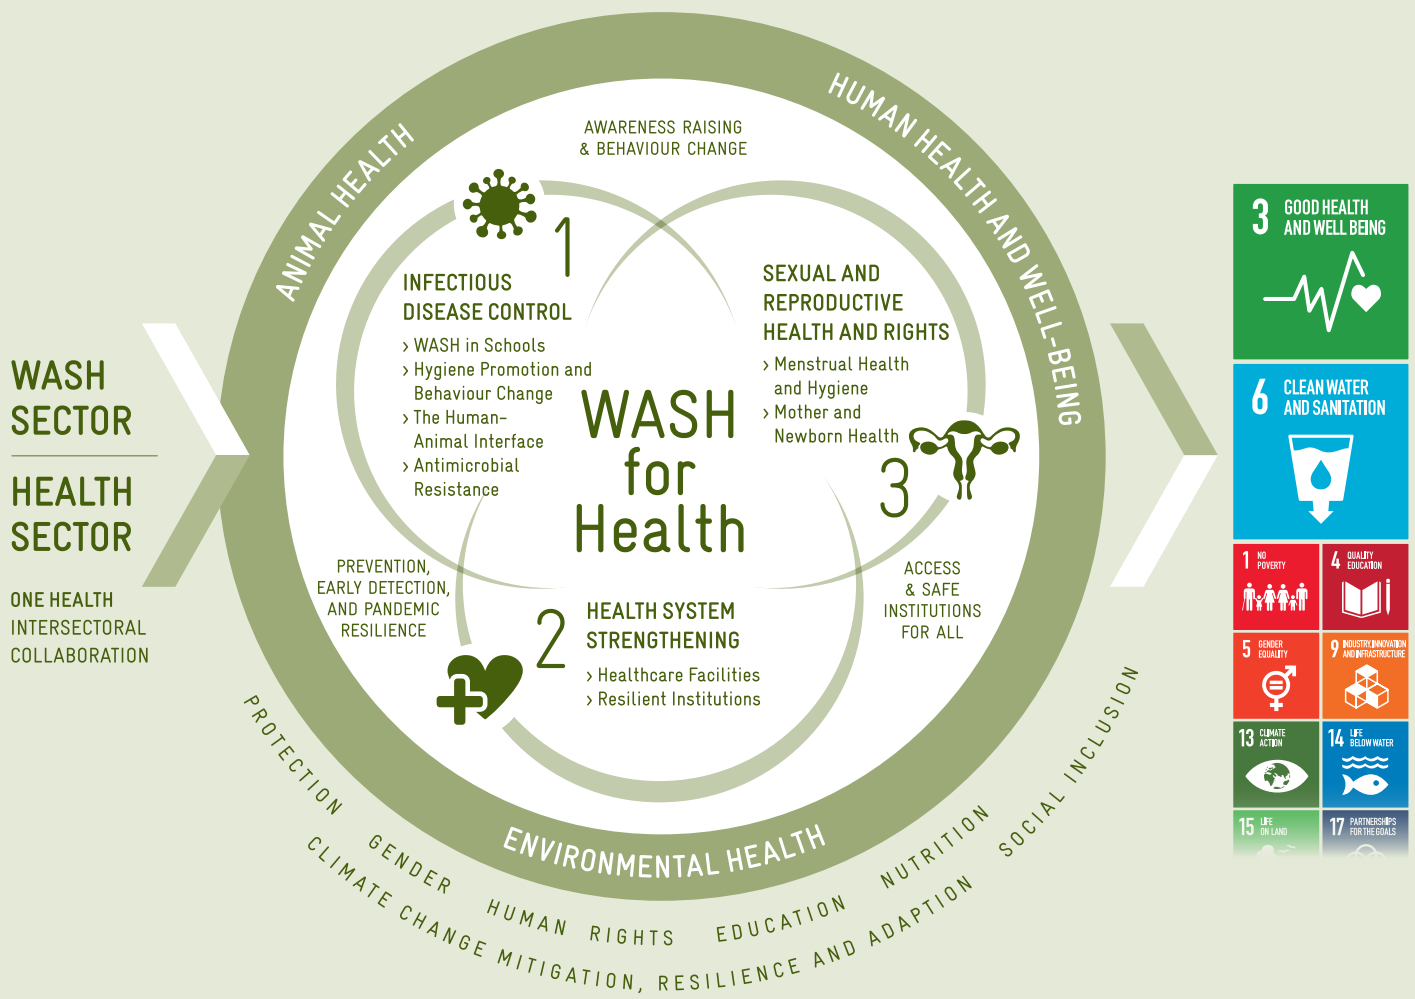 WASH
SECTOR
HEALTH
SECTOR
ONE HEALTH
INTERSECTORAL
COLLABORATION
ANIMAL HEALTH
HUMAN HEALTH AND WELL-BEING
ENVIRONMENTAL HEALTH
AWARENESS RAISING
& BEHAVIOUR CHANGE
1
INFECTIOUS
DISEASE CONTROL
> WASH in Schools
> Hygiene Promotion and
Behaviour Change
> The Human-
Animal Interface
> Antimicrobial
Resistance
WASH
for
Health
SEXUAL AND
REPRODUCTIVE
HEALTH AND RIGHTS
> Menstrual Health
and Hygiene
> Mother and
Newborn Health
3
PREVENTION,
EARLY DETECTION,
AND PANDEMIC
RESILIENCE
2
HEALTH SYSTEM
STRENGTHENING
> Healthcare Facilities
> Resilient Institutions
ACCESS
& SAFE
INSTITUTIONS
FOR ALL
PROTECTION GENDER HUMAN RIGHTS EDUCATION NUTRITION SOCIAL INCLUSION
CLIMATE CHANGE MITIGATION, RESILIENCE AND ADAPTION
3 GOOD HEALTH
AND WELL BEING
6 CLEAN WATER
AND SANITATION
1 NO
POVERTY
4 QUALITY
EDUCATION
5 GENDER
EQUALITY
9 INDUSTRY, INNOVATION
AND INFRASTRUCTURE
13 CLIMATE
ACTION
14 LIFE
BELOW WATER
15 LIFE
ON LAND
17 PARTNERSHIPS
FOR THE GOALS